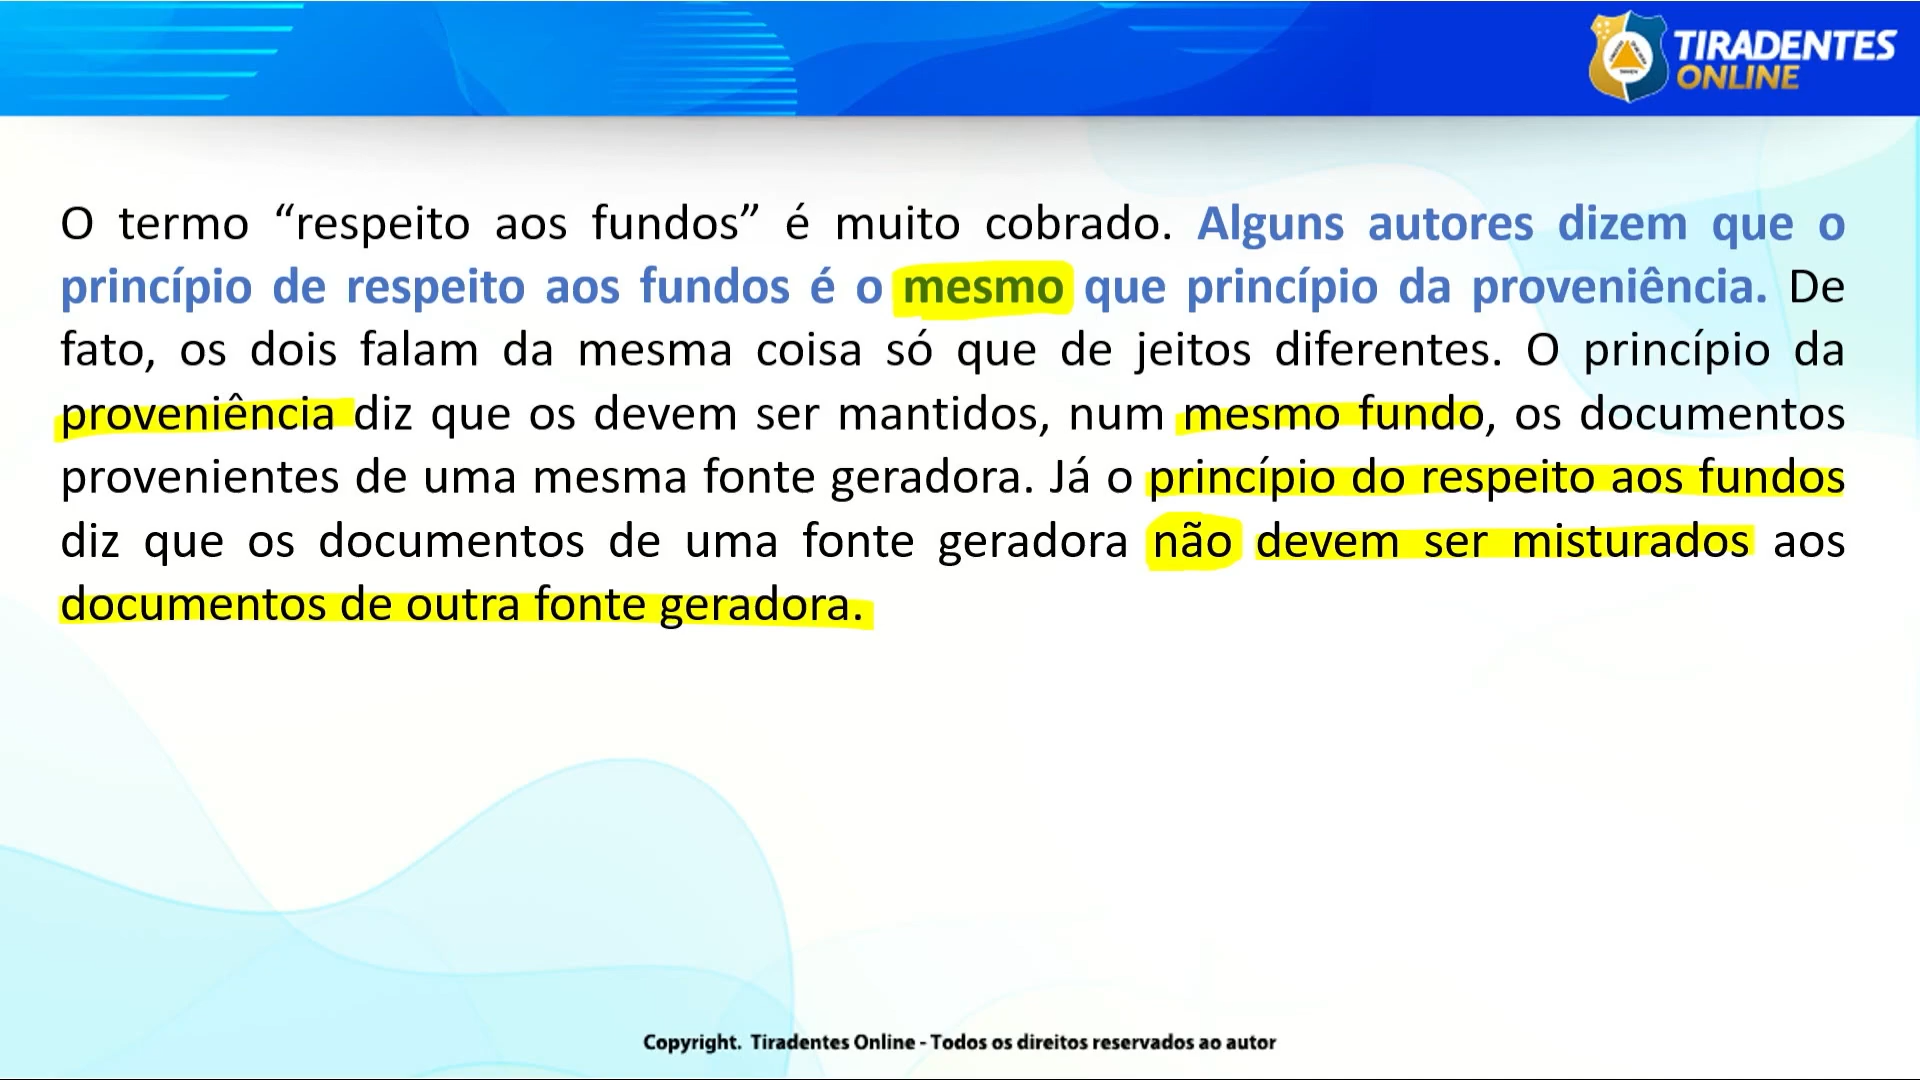 TIRADENTES
ONLINE
O termo “respeito aos fundos” é muito cobrado. Alguns autores dizem que o
princípio de respeito aos fundos é o mesmo que princípio da proveniência. De
fato, os dois falam da mesma coisa só que de jeitos diferentes. O princípio da
proveniência diz que os devem ser mantidos, num mesmo fundo, os documentos
provenientes de uma mesma fonte geradora. Já o princípio do respeito aos fundos
diz que os documentos de uma fonte geradora não devem ser misturados aos
documentos de outra fonte geradora.
Copyright. Tiradentes Online - Todos os direitos reservados ao autor